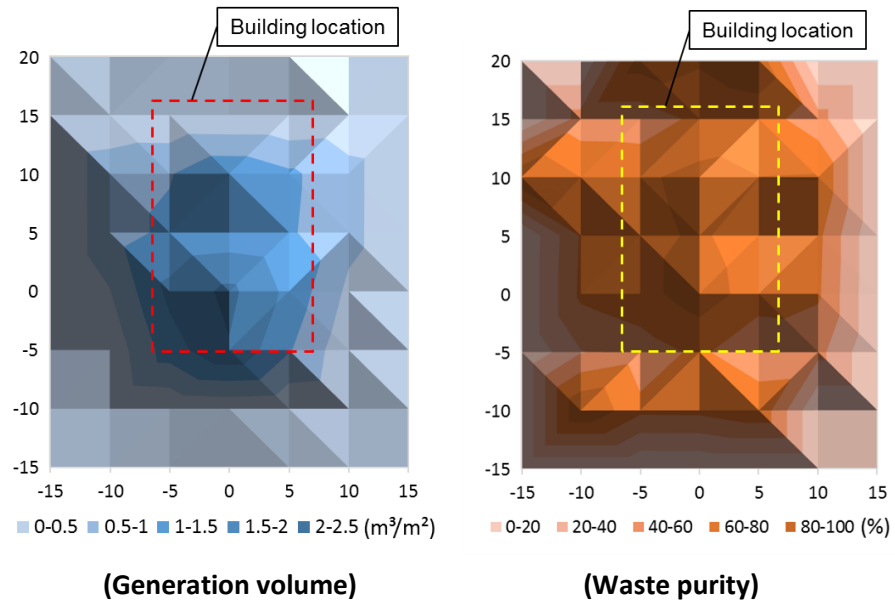 Building location
Building location
20
15
10
5
0
-5
-10
-15
-15 -10 -5 0 5 10 15
0-0.5 0.5-1 1-1.5 1.5-2 2-2.5 (m³/m²)
(Generation volume)
20
15
10
5
0
-5
-10
-15
-15 -10 -5 0 5 10 15
0-20 20-40 40-60 60-80 80-100 (%)
(Waste purity)